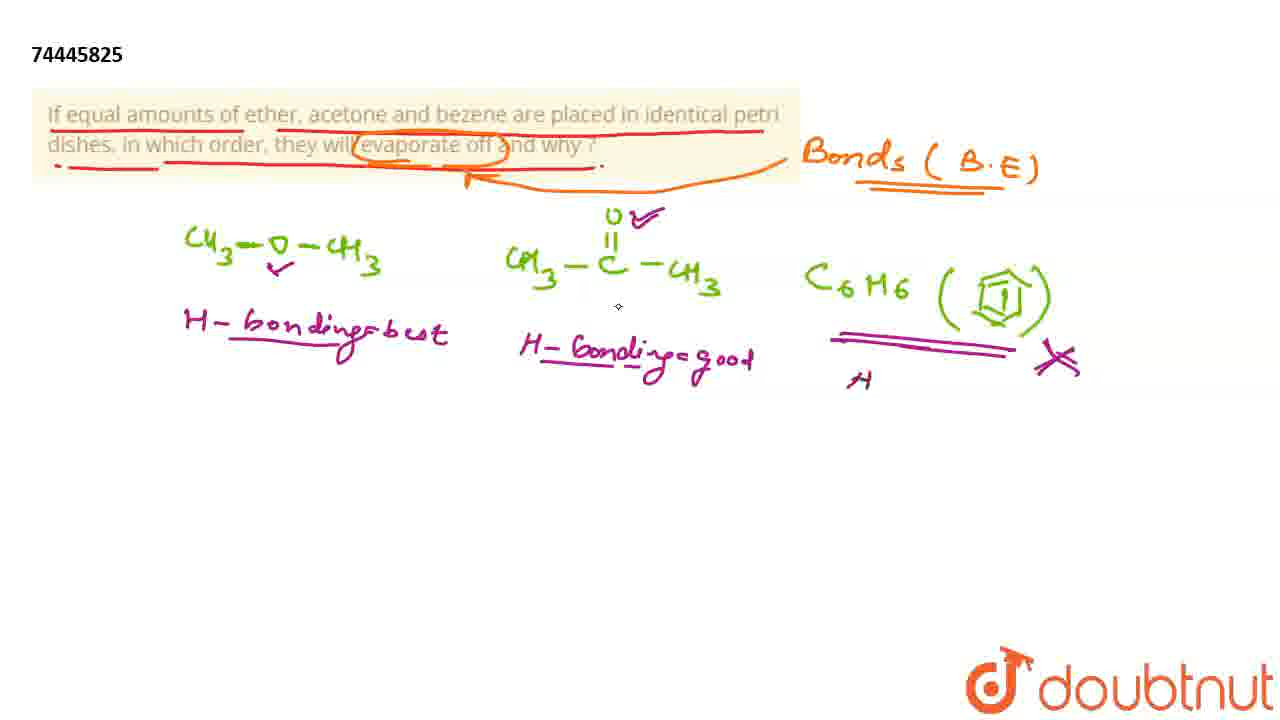 74445825
If equal amounts of ether, acetone and bezene are placed in identical petri
dishes, in which order, they will evaporate off and why ?
Bonds ( B.E )
O
||
CH3 – O – CH3
CH3 – C – CH3
C6H6 ( )
H – bonding = best
H – bonding = good
H
doubtnut